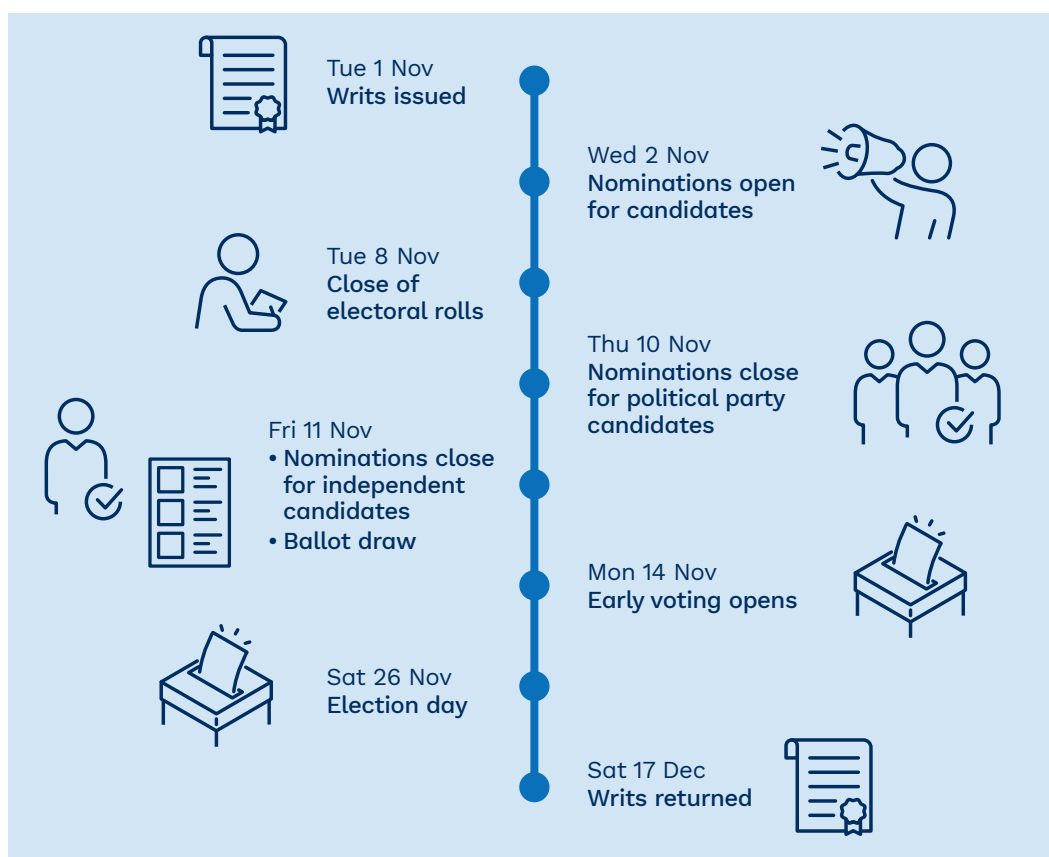 Tue 1 Nov
Writs issued
Wed 2 Nov
Nominations open
for candidates
Tue 8 Nov
Close of
electoral rolls
Thu 10 Nov
Nominations close
for political party
candidates
Fri 11 Nov
• Nominations close
for independent
candidates
• Ballot draw
Mon 14 Nov
Early voting opens
Sat 26 Nov
Election day
Sat 17 Dec
Writs returned